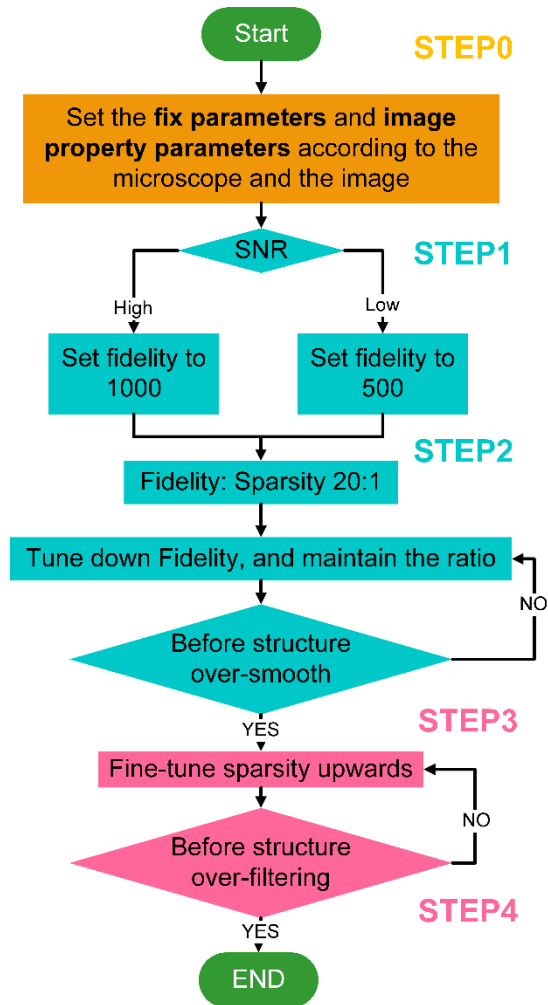 Start
STEP0
Set the fix parameters and image
property parameters according to the
microscope and the image
SNR
STEP1
High
Low
Set fidelity to
1000
Set fidelity to
500
STEP2
Fidelity: Sparsity 20:1
Tune down Fidelity, and maintain the ratio
NO
Before structure
over-smooth
YES
STEP3
Fine-tune sparsity upwards
NO
Before structure
over-filtering
STEP4
YES
END